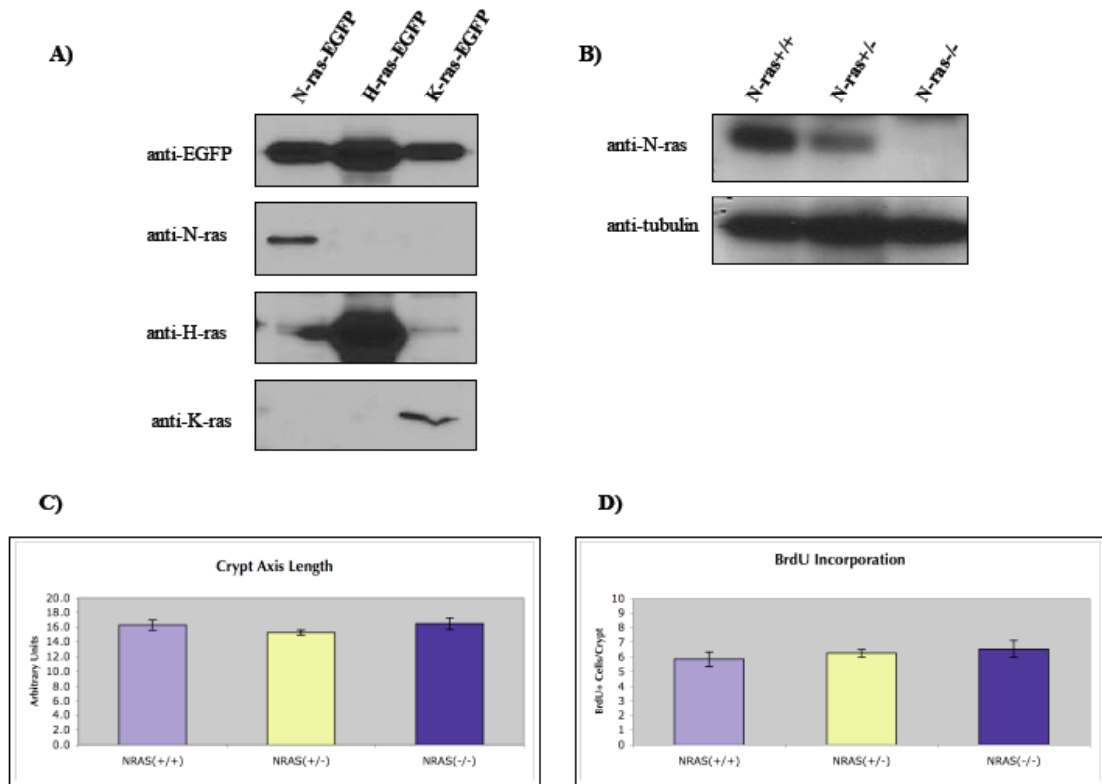 A)
N-ras-EGFP
H-ras-EGFP
K-ras-EGFP
anti-EGFP
anti-N-ras
anti-H-ras
anti-K-ras
B)
N-ras+/+
N-ras+/-
N-ras-/-
anti-N-ras
anti-tubulin
C)
Crypt Axis Length
Arbitrary Units
20.0
18.0
16.0
14.0
12.0
10.0
8.0
6.0
4.0
2.0
0.0
NRAS(+/+)
NRAS(+/-)
NRAS(-/-)
D)
BrdU Incorporation
BrdU+ Cells/Crypt
10
9
8
7
6
5
4
3
2
1
0
NRAS(+/+)
NRAS(+/-)
NRAS(-/-)